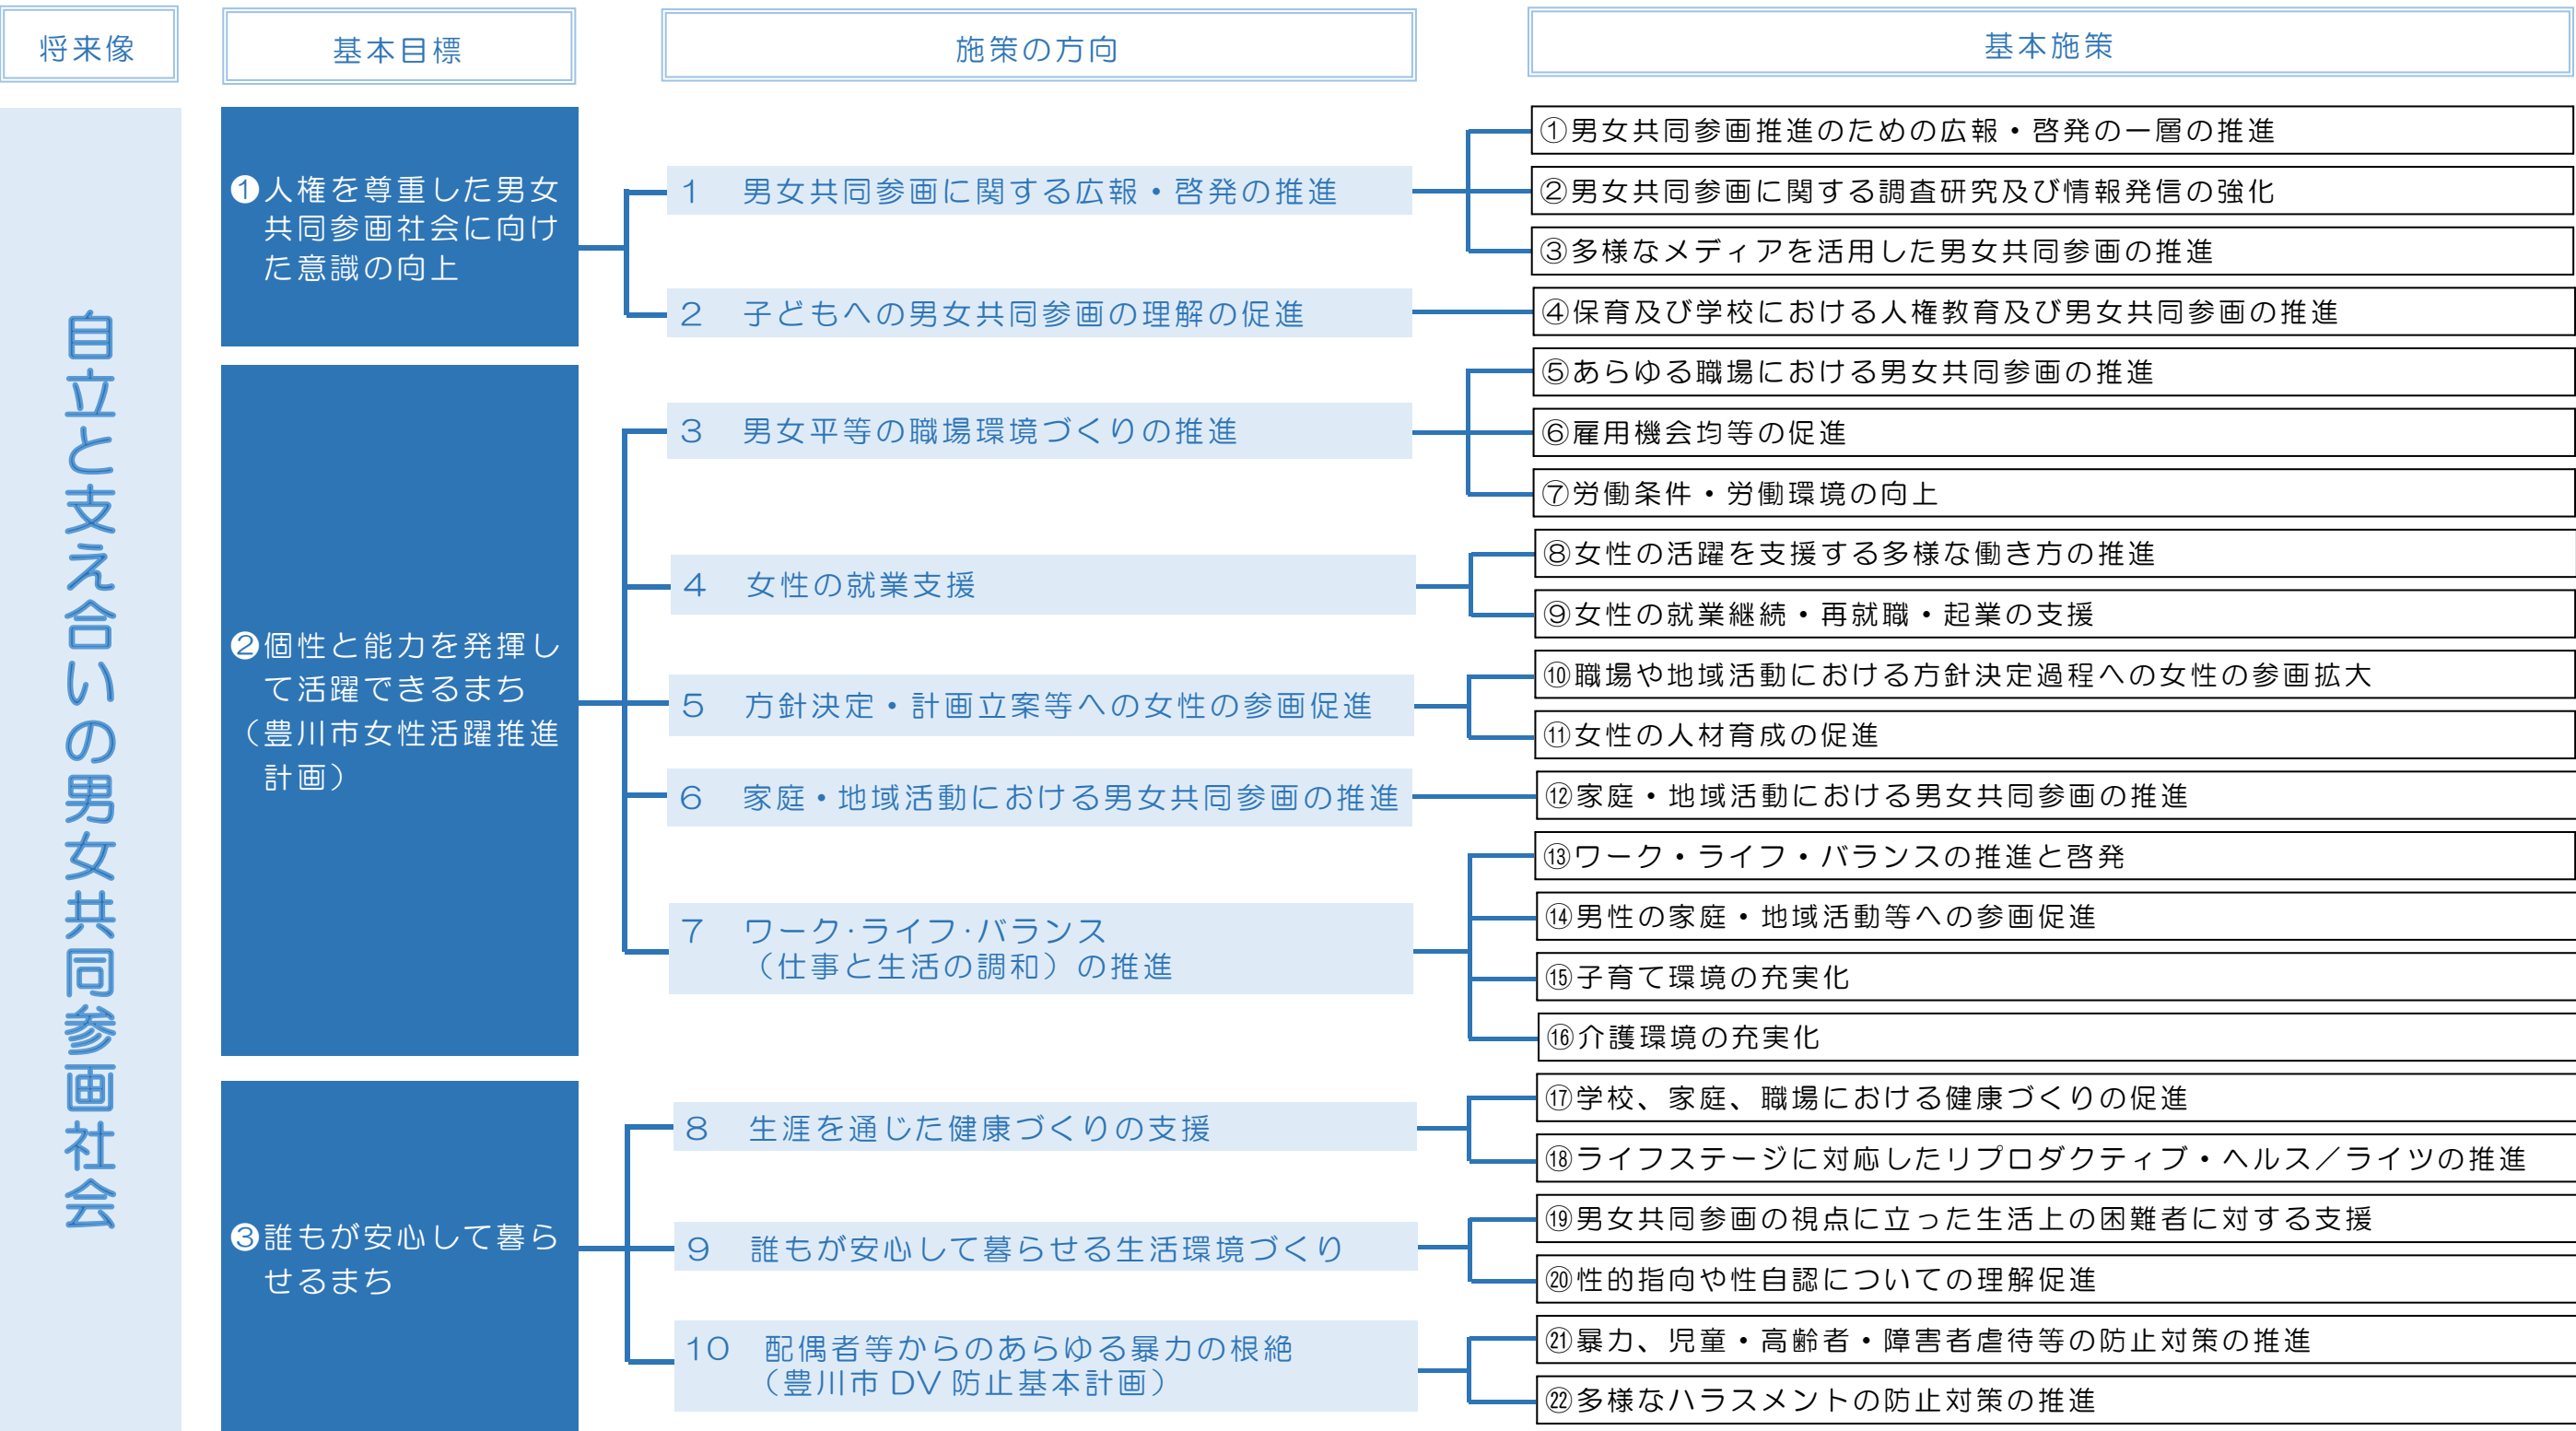 将来像
基本目標
施策の方向
基本施策
自立と支え合いの男女共同参画社会
❶人権を尊重した男女
共同参画社会に向け
た意識の向上
1 男女共同参画に関する広報・啓発の推進
①男女共同参画推進のための広報・啓発の一層の推進
②男女共同参画に関する調査研究及び情報発信の強化
③多様なメディアを活用した男女共同参画の推進
2 子どもへの男女共同参画の理解の促進
④保育及び学校における人権教育及び男女共同参画の推進
❷個性と能力を発揮し
て活躍できるまち
（豊川市女性活躍推進
計画）
3 男女平等の職場環境づくりの推進
⑤あらゆる職場における男女共同参画の推進
⑥雇用機会均等の促進
⑦労働条件・労働環境の向上
4 女性の就業支援
⑧女性の活躍を支援する多様な働き方の推進
⑨女性の就業継続・再就職・起業の支援
5 方針決定・計画立案等への女性の参画促進
⑩職場や地域活動における方針決定過程への女性の参画拡大
⑪女性の人材育成の促進
6 家庭・地域活動における男女共同参画の推進
⑫家庭・地域活動における男女共同参画の推進
7 ワーク･ライフ･バランス
（仕事と生活の調和）の推進
⑬ワーク・ライフ・バランスの推進と啓発
⑭男性の家庭・地域活動等への参画促進
⑮子育て環境の充実化
⑯介護環境の充実化
❸誰もが安心して暮ら
せるまち
8 生涯を通じた健康づくりの支援
⑰学校、家庭、職場における健康づくりの促進
⑱ライフステージに対応したリプロダクティブ・ヘルス／ライツの推進
9 誰もが安心して暮らせる生活環境づくり
⑲男女共同参画の視点に立った生活上の困難者に対する支援
⑳性的指向や性自認についての理解促進
10 配偶者等からのあらゆる暴力の根絶
（豊川市 DV 防止基本計画）
㉑暴力、児童・高齢者・障害者虐待等の防止対策の推進
㉒多様なハラスメントの防止対策の推進